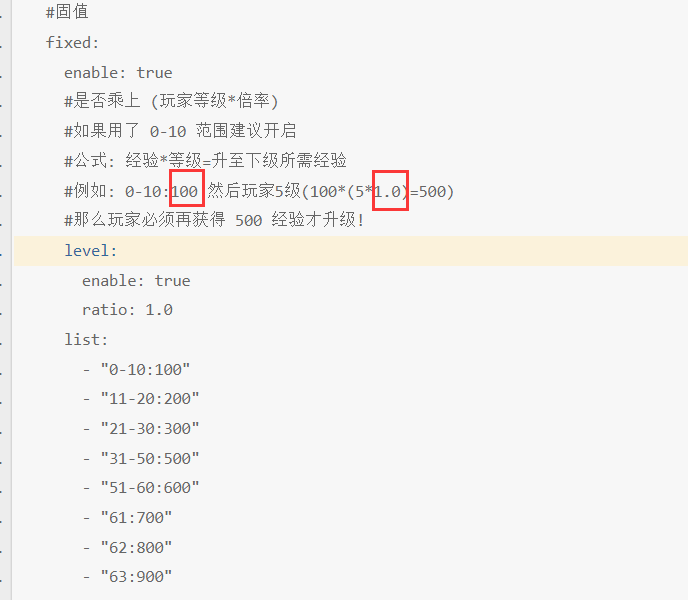 #固值
fixed:
enable: true
#是否乘上 (玩家等级*倍率)
#如果用了 0-10 范围建议开启
#公式: 经验*等级=升至下级所需经验
#例如: 0-10:100 然后玩家5级(100*(5*1.0)=500)
#那么玩家必须再获得 500 经验才升级!
level:
enable: true
ratio: 1.0
list:
- "0-10:100"
- "11-20:200"
- "21-30:300"
- "31-50:500"
- "51-60:600"
- "61:700"
- "62:800"
- "63:900"